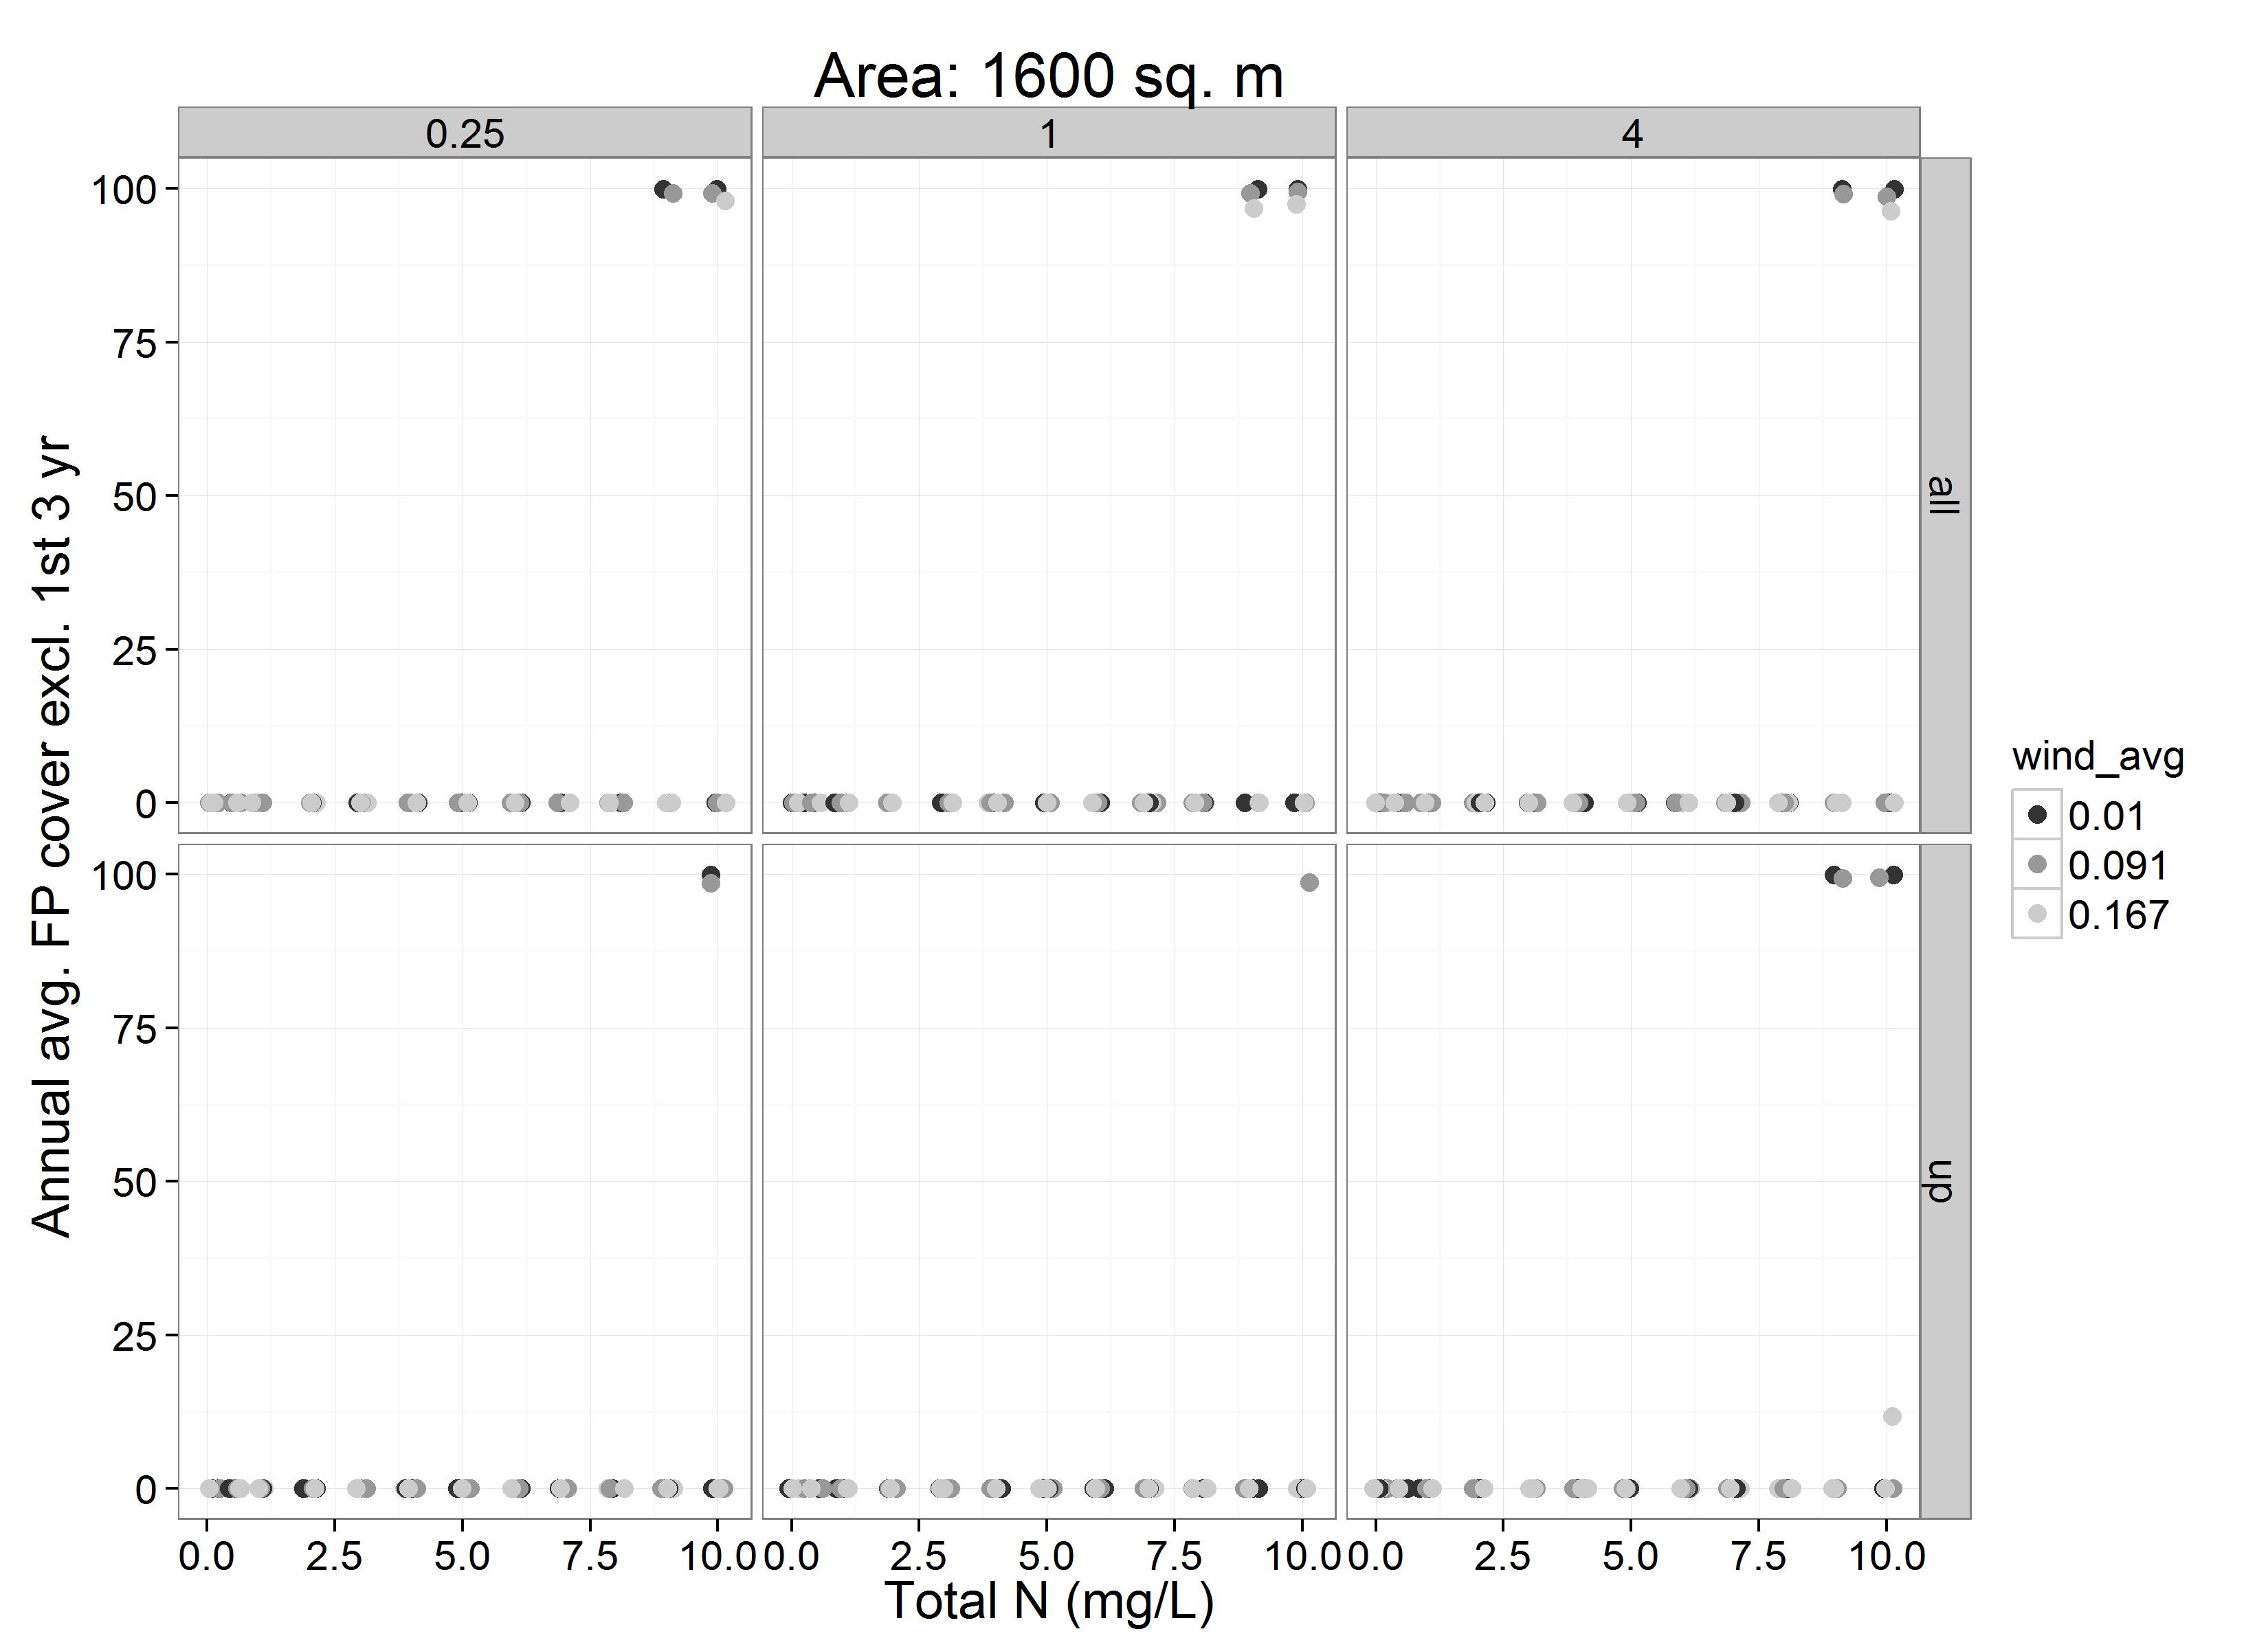 Area: 1600 sq. m
0.25 1 4
100
75
50
25
0
all
100
75
50
25
0
up
Annual avg. FP cover excl. 1st 3 yr
wind_avg
0.01
0.091
0.167
0.0 2.5 5.0 7.5 10.0 0.0 2.5 5.0 7.5 10.0 0.0 2.5 5.0 7.5 10.0
Total N (mg/L)